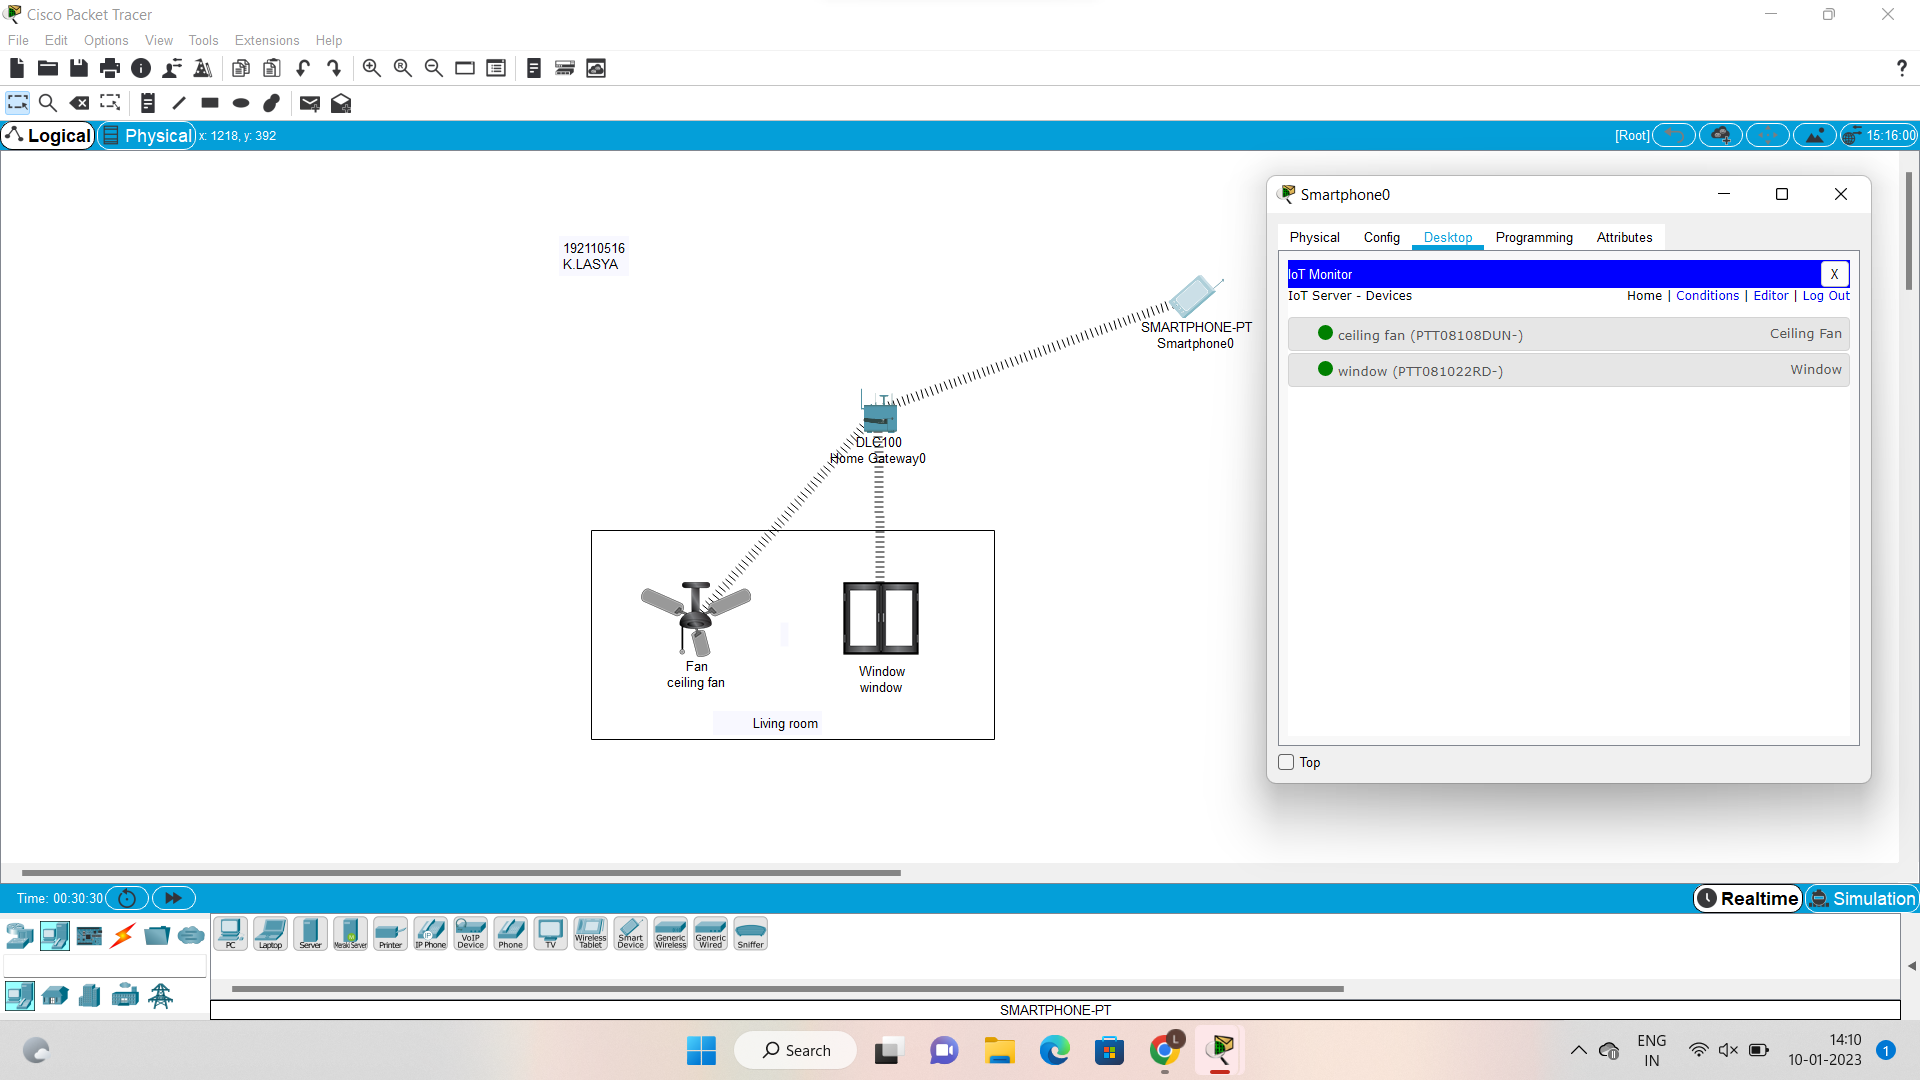 Cisco Packet Tracer
File Edit Options View Tools Extensions Help
?
Logical Physical x: 1218, y: 392 [Root] 15:16:00
192110516
K.LASYA
SMARTPHONE-PT
Smartphone0
DLC100
Home Gateway0
Fan
ceiling fan
Window
window
Living room
Smartphone0
Physical Config Desktop Programming Attributes
IoT Monitor X
IoT Server - Devices Home | Conditions | Editor | Log Out
ceiling fan (PTT08108DUN-) Ceiling Fan
window (PTT081022RD-) Window
Top
Time: 00:30:30 Realtime Simulation
PC Laptop Server Meraki Server Printer IP Phone VoIP Device Phone TV Wireless Tablet Smart Device Generic Wireless Generic Wired Sniffer
SMARTPHONE-PT
Search
L
ENG
IN
14:10
10-01-2023
1